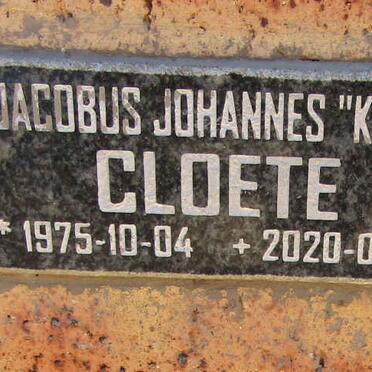 JACOBUS JOHANNES "K
CLOETE
* 1975-10-04 + 2020-0